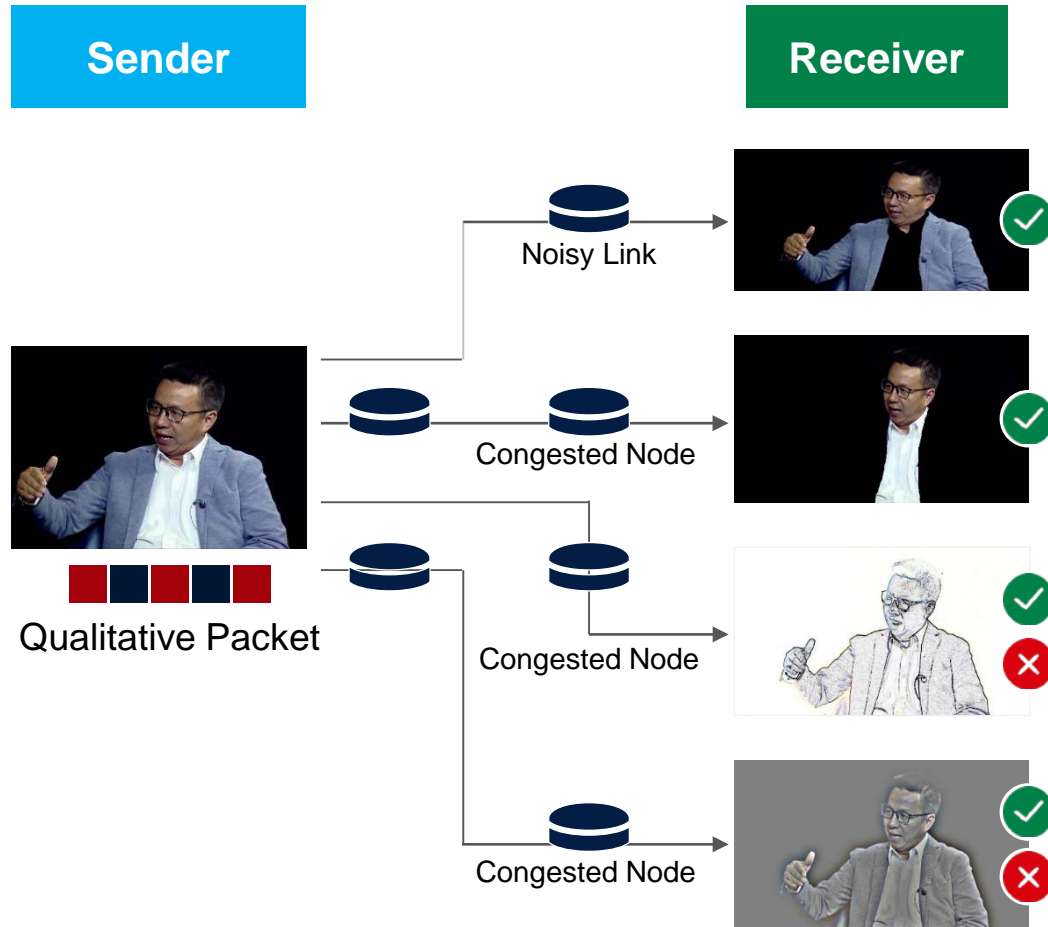 Sender
Receiver
Noisy Link
Congested Node
Qualitative Packet
Congested Node
Congested Node